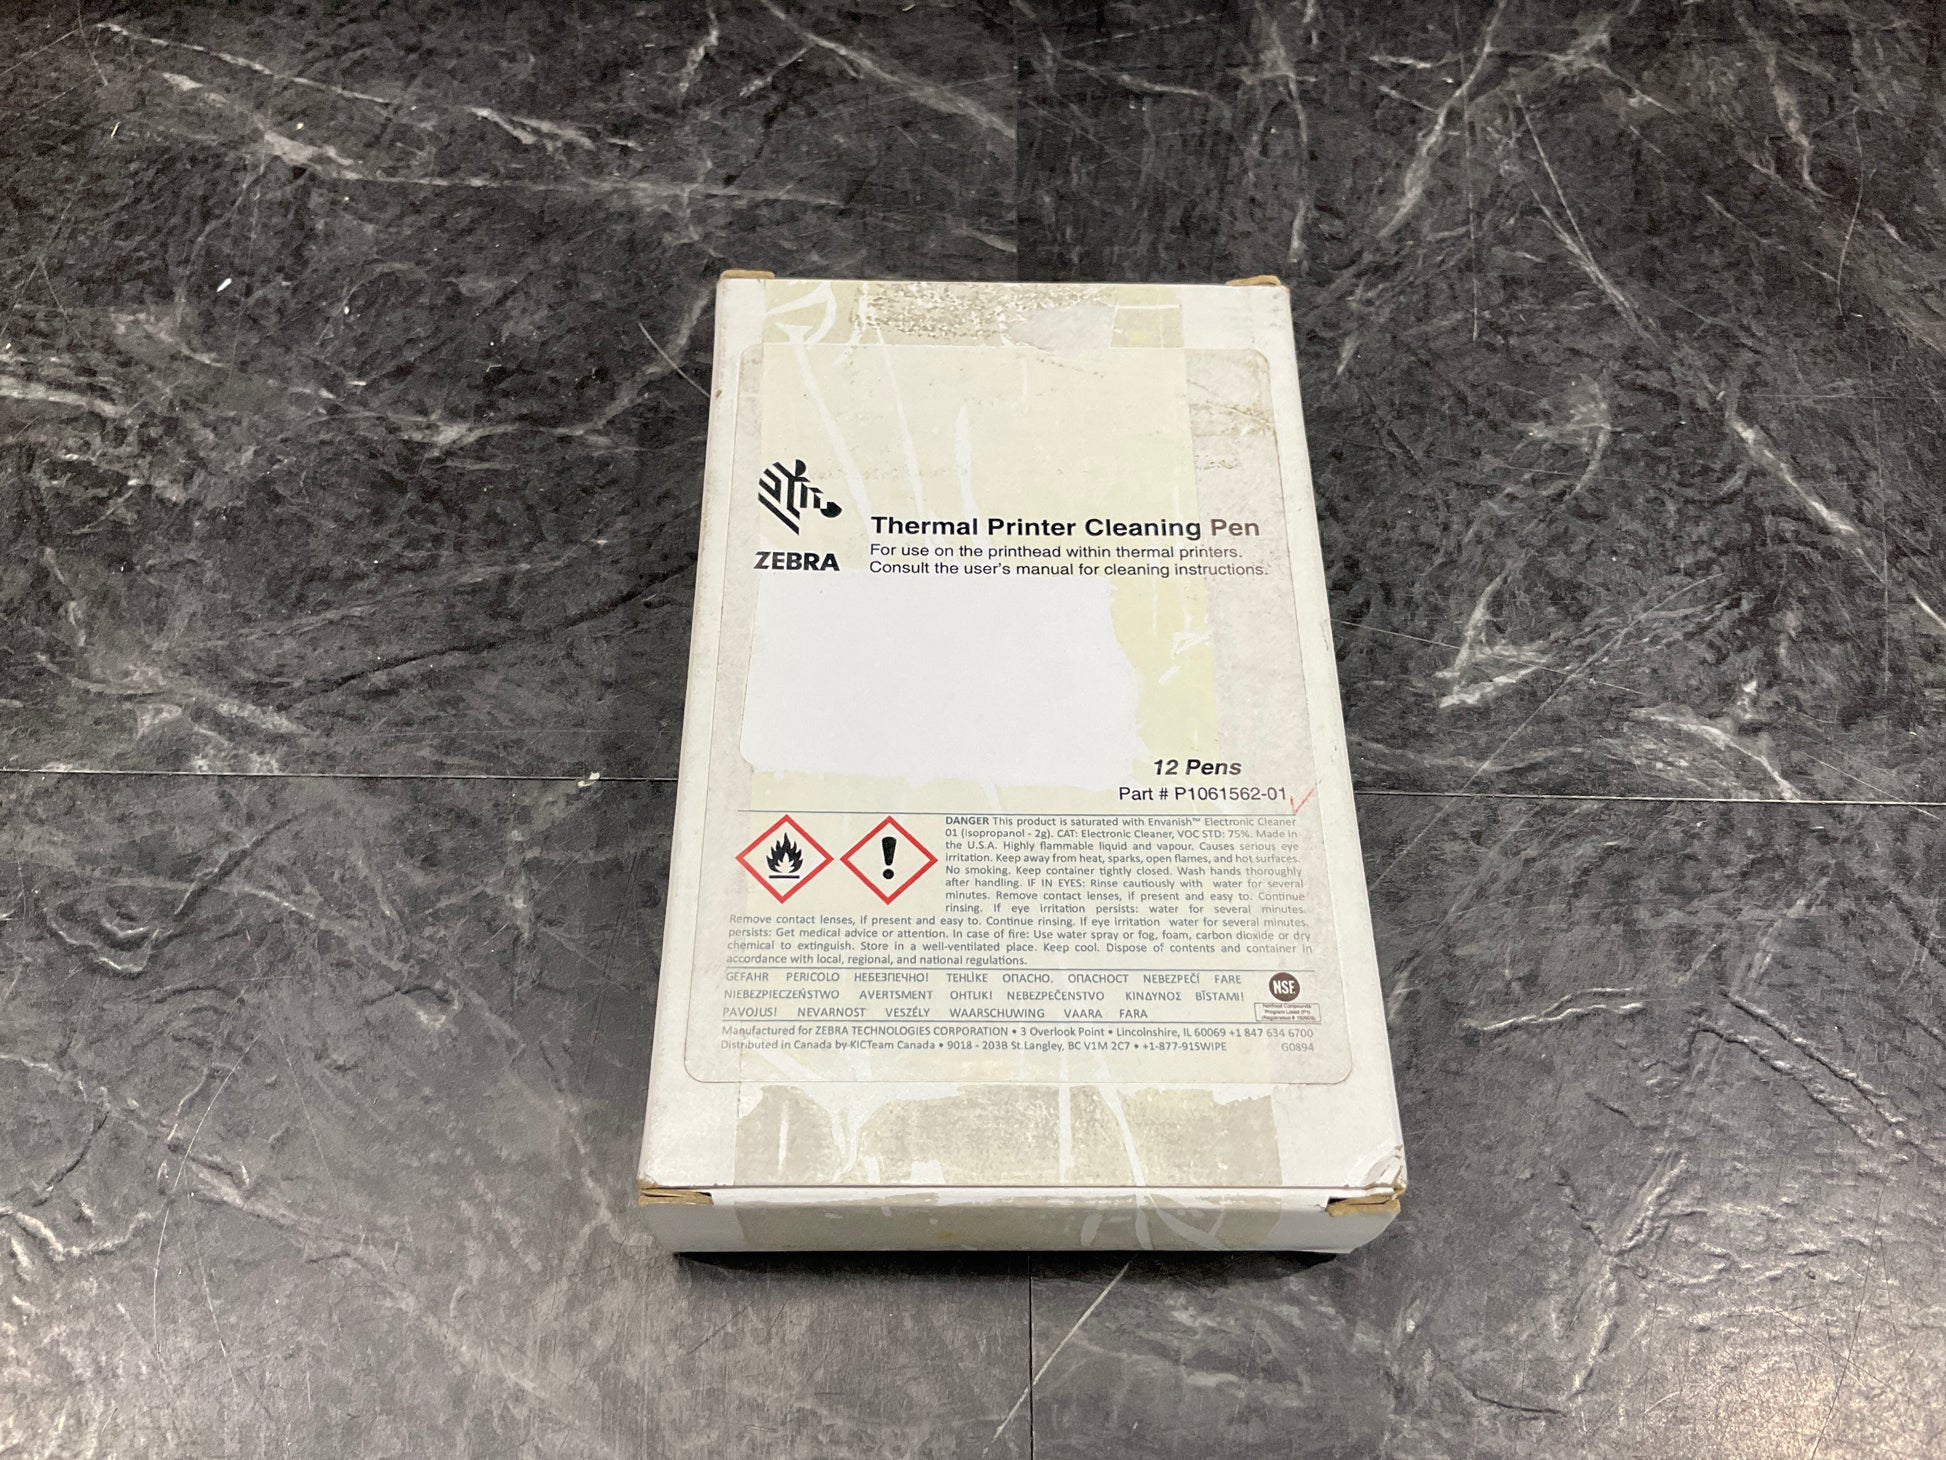 ZEBRA
Thermal Printer Cleaning Pen
For use on the printhead within thermal printers.
Consult the user's manual for cleaning instructions.
12 Pens
Part # P1061562-01
DANGER This product is saturated with Envanish™ Electronic Cleaner
01 (isopropanol - 2g). CAT: Electronic Cleaner, VOC STD: 75%. Made in
the U.S.A. Highly flammable liquid and vapour. Causes serious eye
irritation. Keep away from heat, sparks, open flames, and hot surfaces.
No smoking. Keep container tightly closed. Wash hands thoroughly
after handling. IF IN EYES: Rinse cautiously with water for several
minutes. Remove contact lenses, if present and easy to. Continue
rinsing. If eye irritation persists: water for several minutes.
Remove contact lenses, if present and easy to. Continue rinsing. If eye irritation water for several minutes.
persists: Get medical advice or attention. In case of fire: Use water spray or fog, foam, carbon dioxide or dry
chemical to extinguish. Store in a well-ventilated place. Keep cool. Dispose of contents and container in
accordance with local, regional, and national regulations.
GEFAHR PERICOLO НЕБЕЗПЕЧНО! TEHLİKE ОПАСНО, ОПАСНОСТ NEBEZPEČÍ FARE
NIEBEZPIECZEŃSTWO AVERTSMENT OHTLIK! NEBEZPEČENSTVO ΚΙΝΔΥΝΟΣ BĪSTAMI!
PAVOJUS! NEVARNOST VESZÉLY WAARSCHUWING VAARA FARA
NSF.
Nonfood Compounds
Program Listed (P1)
Manufactured for ZEBRA TECHNOLOGIES CORPORATION • 3 Overlook Point • Lincolnshire, IL 60069 +1 847 634 6700
Distributed in Canada by KICTeam Canada • 9018 - 203B St.Langley, BC V1M 2C7 • +1-877-91SWIPE G0894